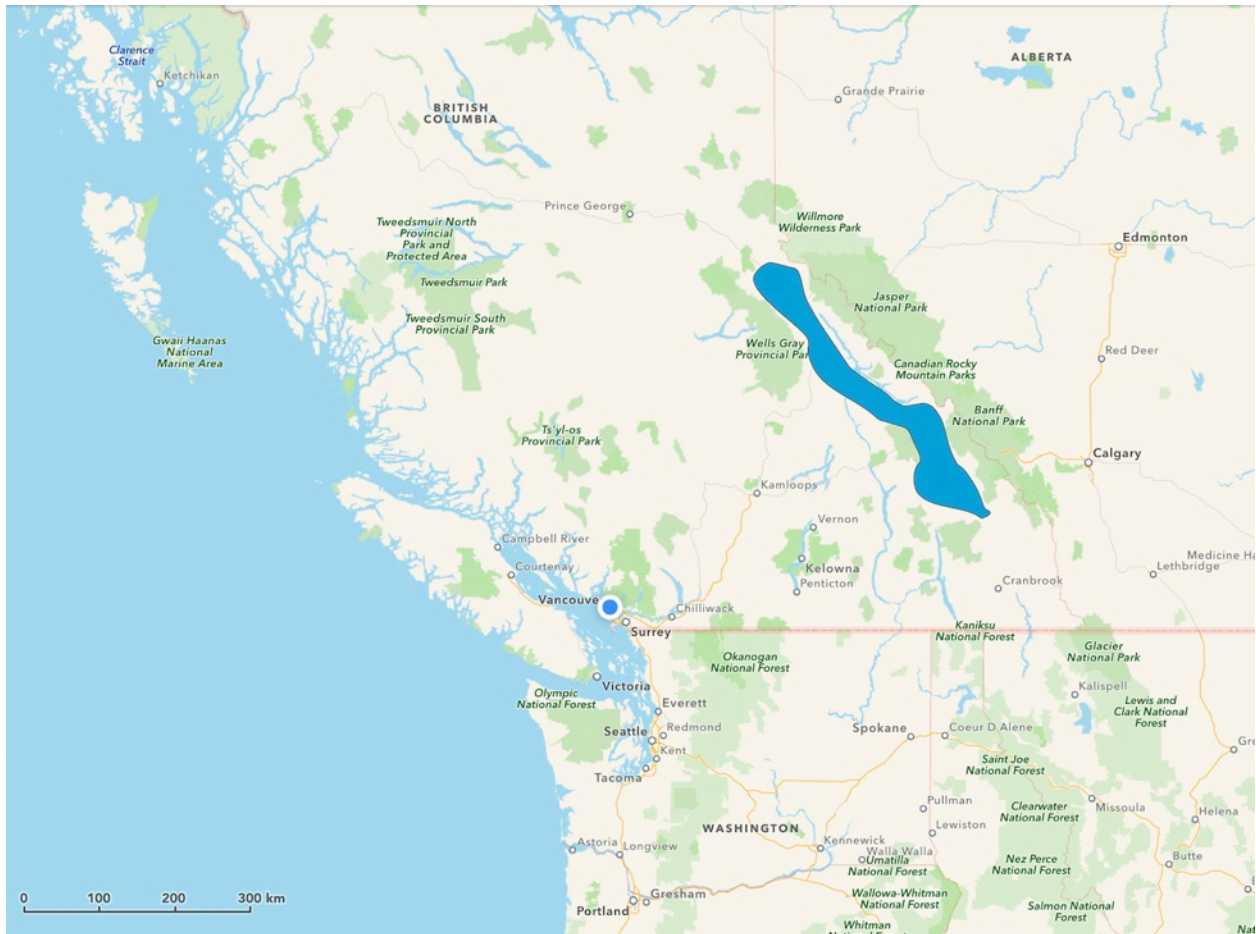 Clarence
Strait
Ketchikan
BRITISH
COLUMBIA
ALBERTA
Grande Prairie
Prince George
Tweedsmuir North
Provincial
Park and
Protected Area
Tweedsmuir Park
Tweedsmuir South
Provincial Park
Willmore
Wilderness Park
Edmonton
Jasper
National Park
Gwaii Haanas
National
Marine Area
Wells Gray
Provincial Par
Canadian Rocky
Mountain Parks
Red Deer
Banff
National Park
Ts'yl-os
Provincial Park
Calgary
Kamloops
Vernon
Campbell River
Courtenay
Kelowna
Penticton
Medicine Ha
Lethbridge
Cranbrook
Vancouve
Chilliwack
Surrey
Kaniksu
National Forest
Okanogan
National Forest
Glacier
National Park
Victoria
Olympic
National Forest
Kalispell
Lewis and
Clark National
Forest
Everett
Redmond
Seattle
Kent
Tacoma
Spokane
Coeur D Alene
Gre
Saint Joe
National Forest
Pullman
Lewiston
Clearwater
National Forest
Missoula
Helena
WASHINGTON
Astoria
Longview
Kennewick
Walla Walla
Umatilla
National Forest
Nez Perce
National Forest
Butte
Wallowa-Whitman
National Forest
Salmon National
Forest
Gresham
Portland
Whitman
Nat
0 100 200 300 km